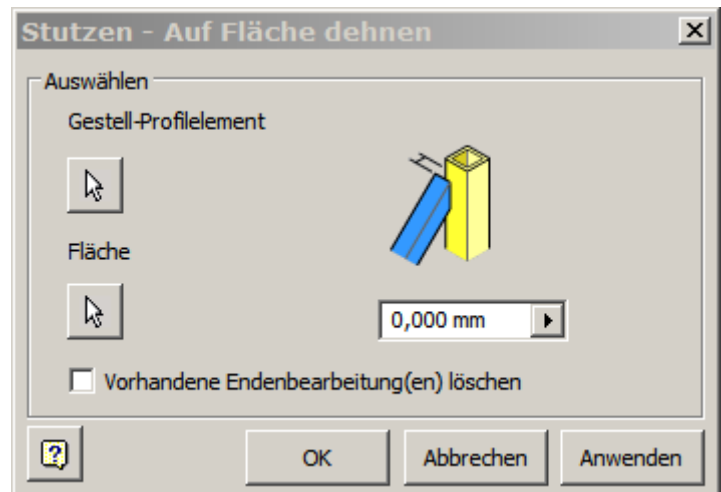 Stutzen - Auf Fläche dehnen
Auswählen
Gestell-Profilelement
Fläche
0,000 mm
Vorhandene Endenbearbeitung(en) löschen
?
OK Abbrechen Anwenden